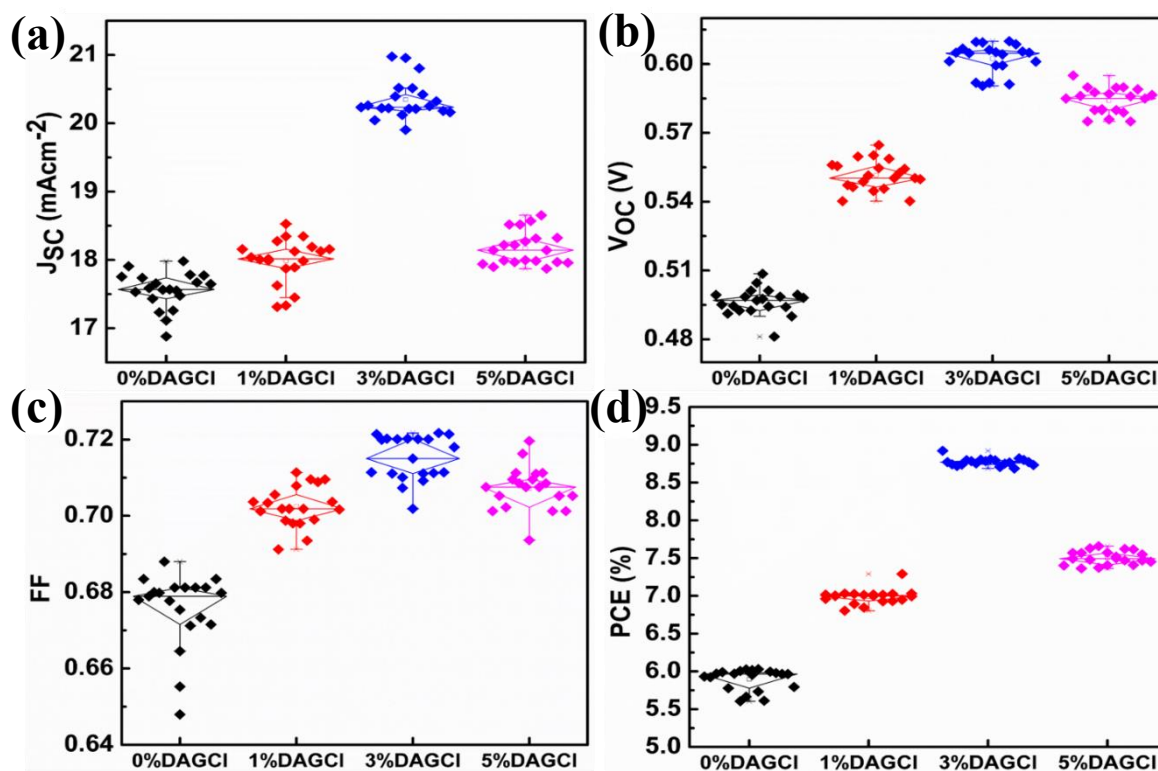 (a)
J_SC (mAcm⁻²)
21
20
19
18
17
0%DAGCl 1%DAGCl 3%DAGCl 5%DAGCl
(b)
V_OC (V)
0.60
0.57
0.54
0.51
0.48
0%DAGCl 1%DAGCl 3%DAGCl 5%DAGCl
(c)
FF
0.72
0.70
0.68
0.66
0.64
0%DAGCl 1%DAGCl 3%DAGCl 5%DAGCl
(d)
PCE (%)
9.5
9.0
8.5
8.0
7.5
7.0
6.5
6.0
5.5
5.0
0%DAGCl 1%DAGCl 3%DAGCl 5%DAGCl